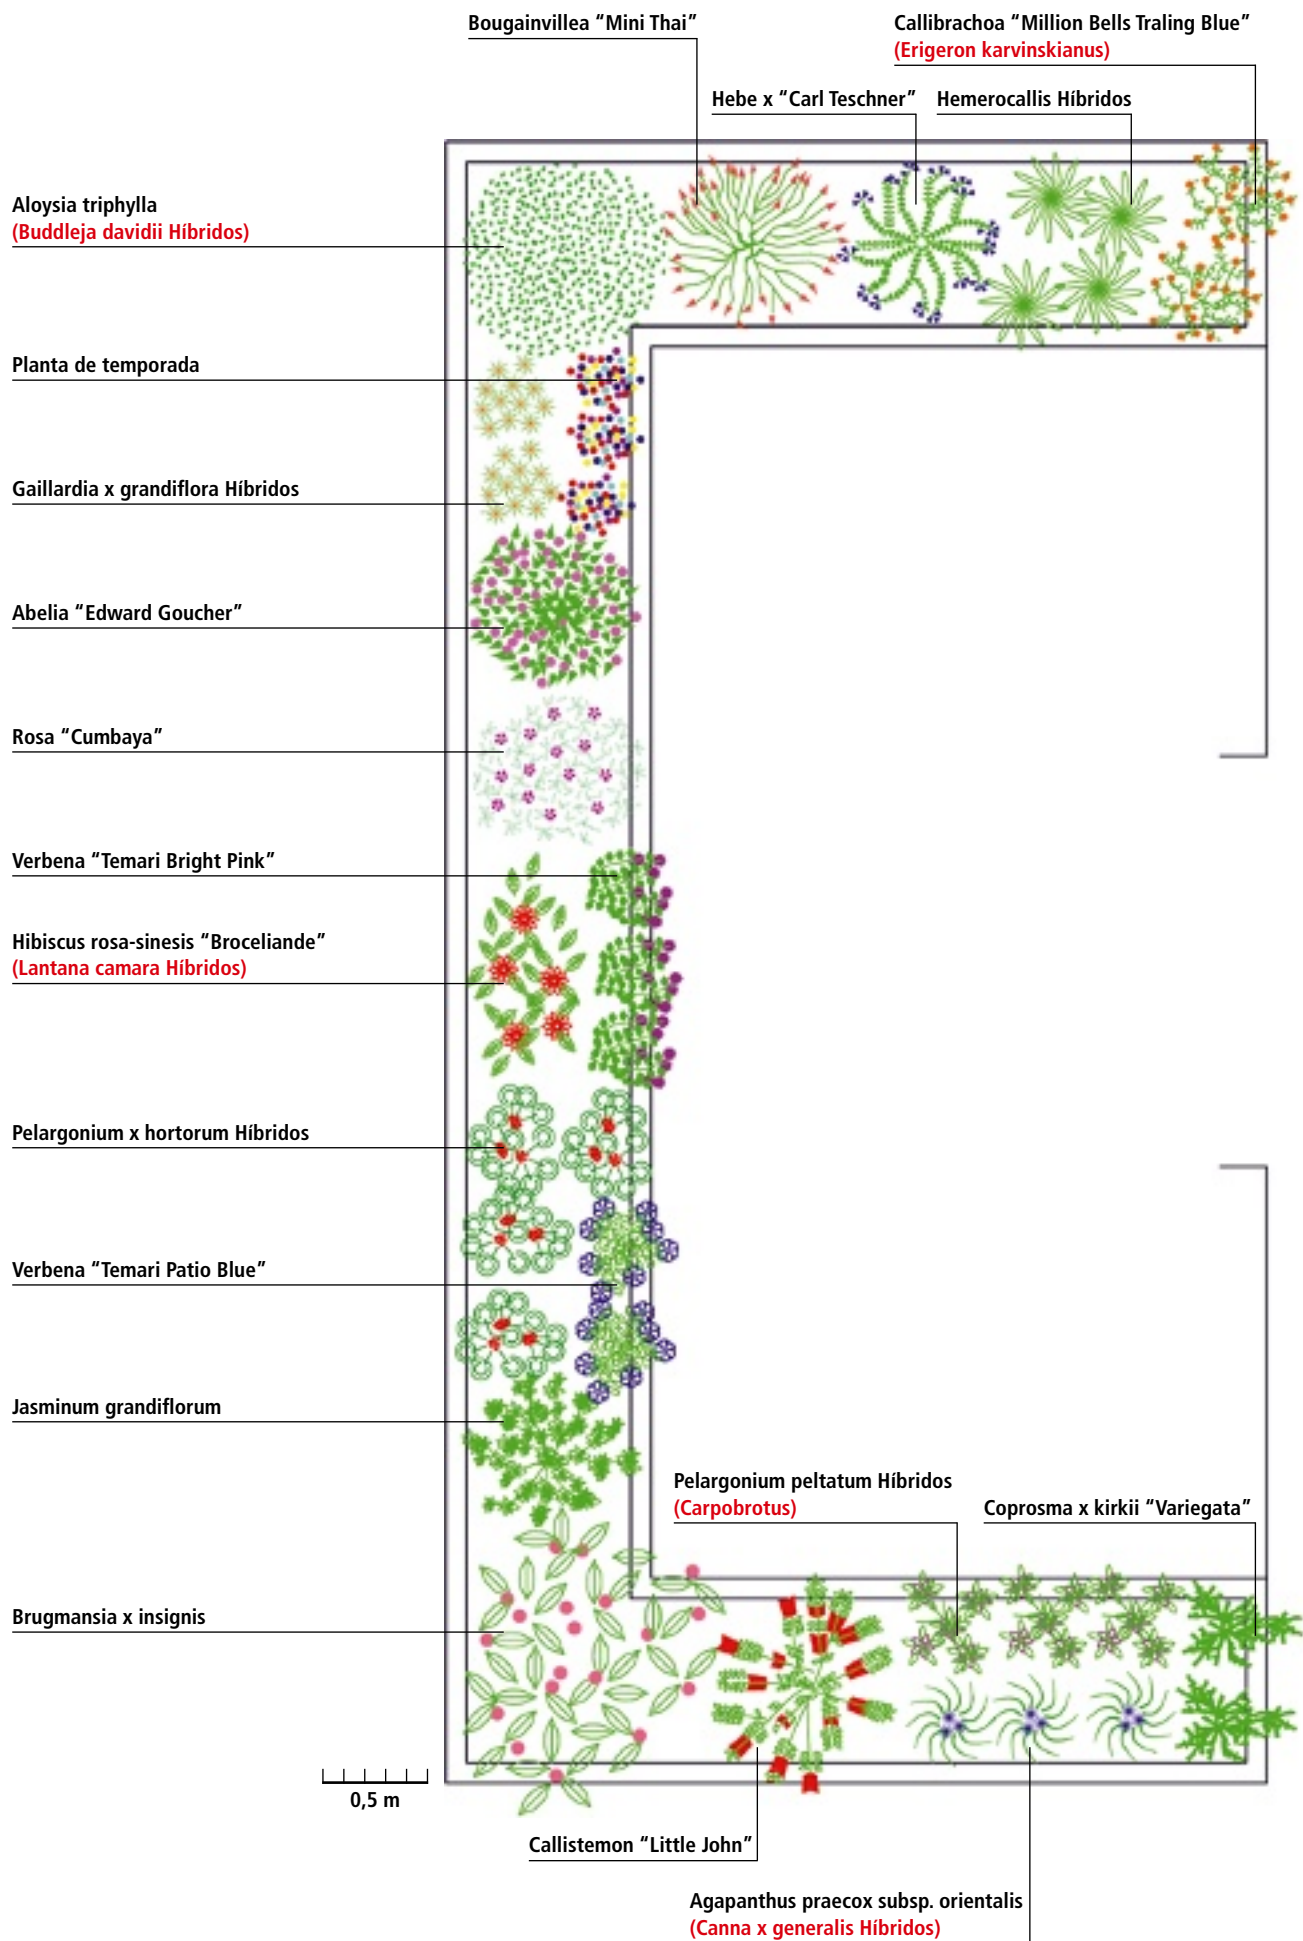 Bougainvillea “Mini Thai”
Callibrachoa “Million Bells Traling Blue”
(Erigeron karvinskianus)
Hebe x “Carl Teschner”
Hemerocallis Híbridos
Aloysia triphylla
(Buddleja davidii Híbridos)
Planta de temporada
Gaillardia x grandiflora Híbridos
Abelia “Edward Goucher”
Rosa “Cumbaya”
Verbena “Temari Bright Pink”
Hibiscus rosa-sinesis “Broceliande”
(Lantana camara Híbridos)
Pelargonium x hortorum Híbridos
Verbena “Temari Patio Blue”
Jasminum grandiflorum
Pelargonium peltatum Híbridos
(Carpobrotus)
Coprosma x kirkii “Variegata”
Brugmansia x insignis
0,5 m
Callistemon “Little John”
Agapanthus praecox subsp. orientalis
(Canna x generalis Híbridos)